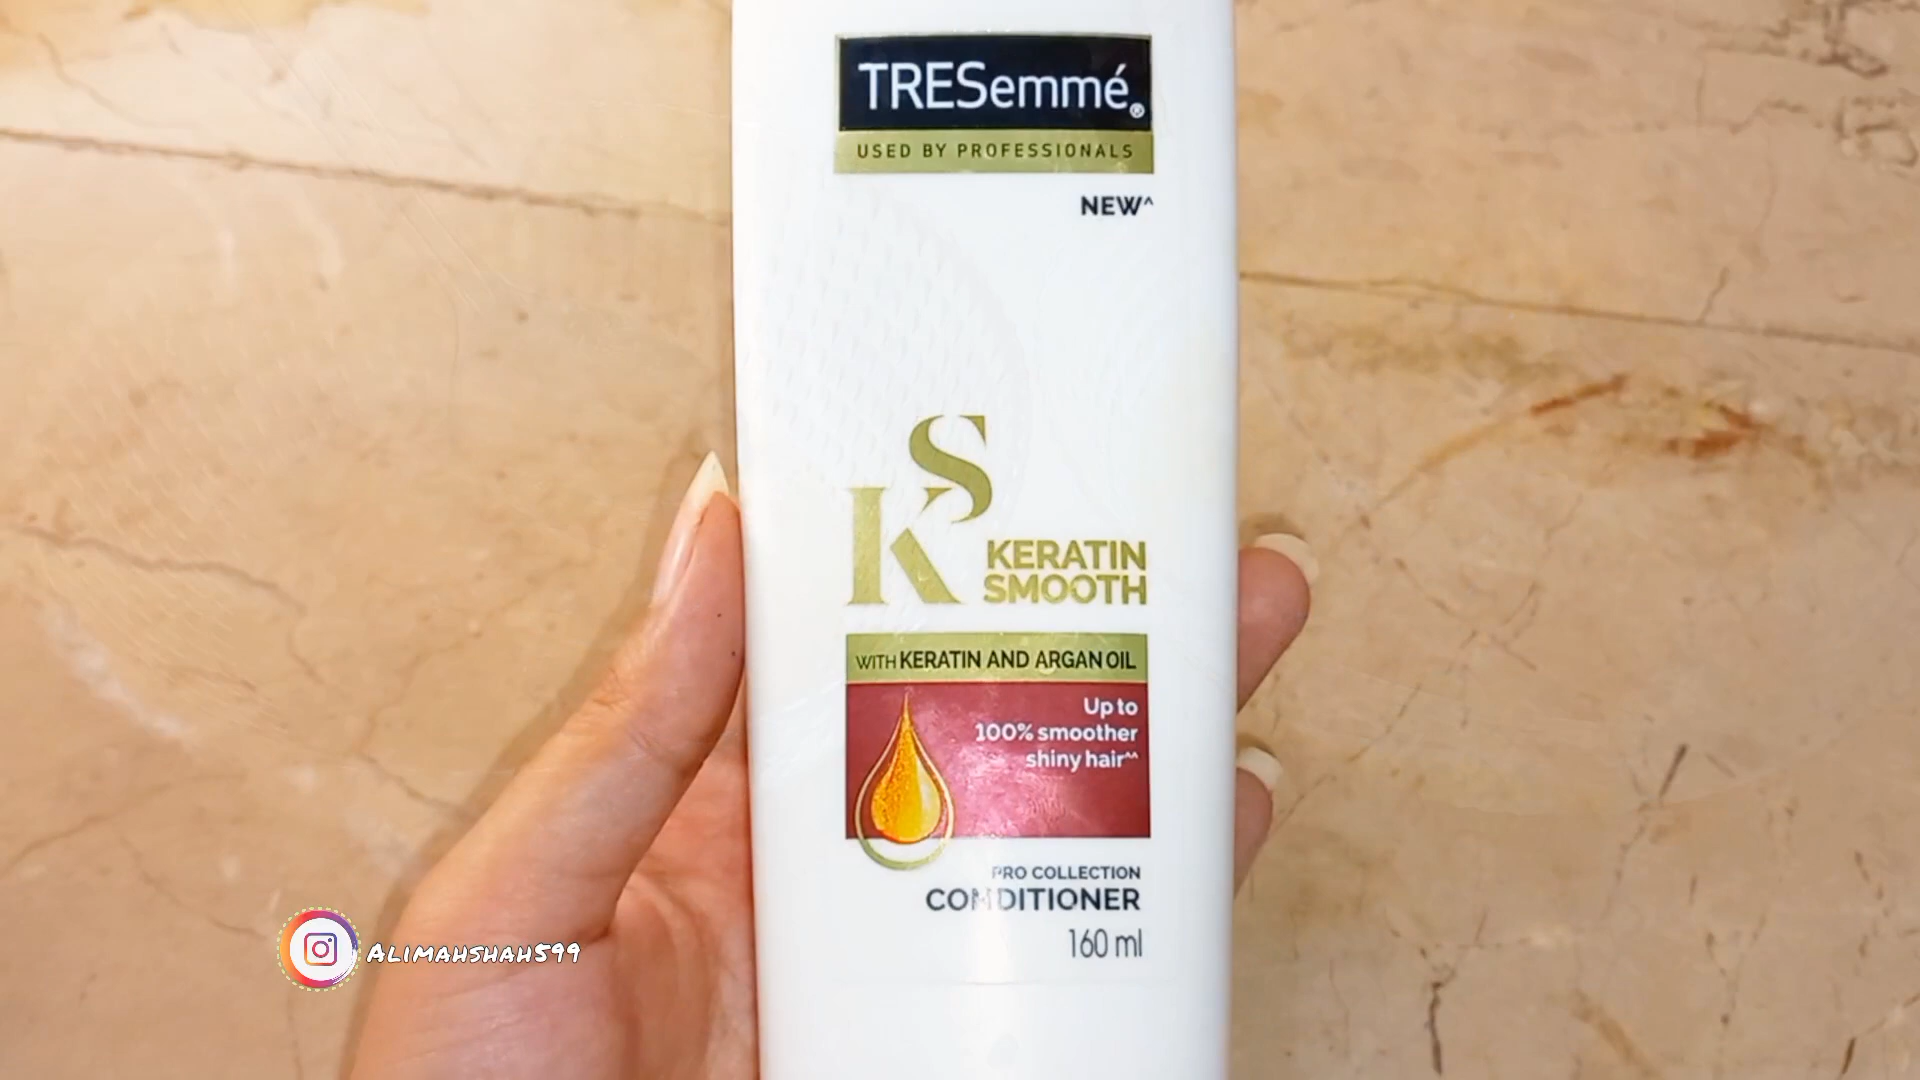 TRESemmé®
USED BY PROFESSIONALS
NEW^
KS
KERATIN
SMOOTH
WITH KERATIN AND ARGAN OIL
Up to
100% smoother
shiny hair^^
PRO COLLECTION
CONDITIONER
160 ml
ALIMAHSHAH599